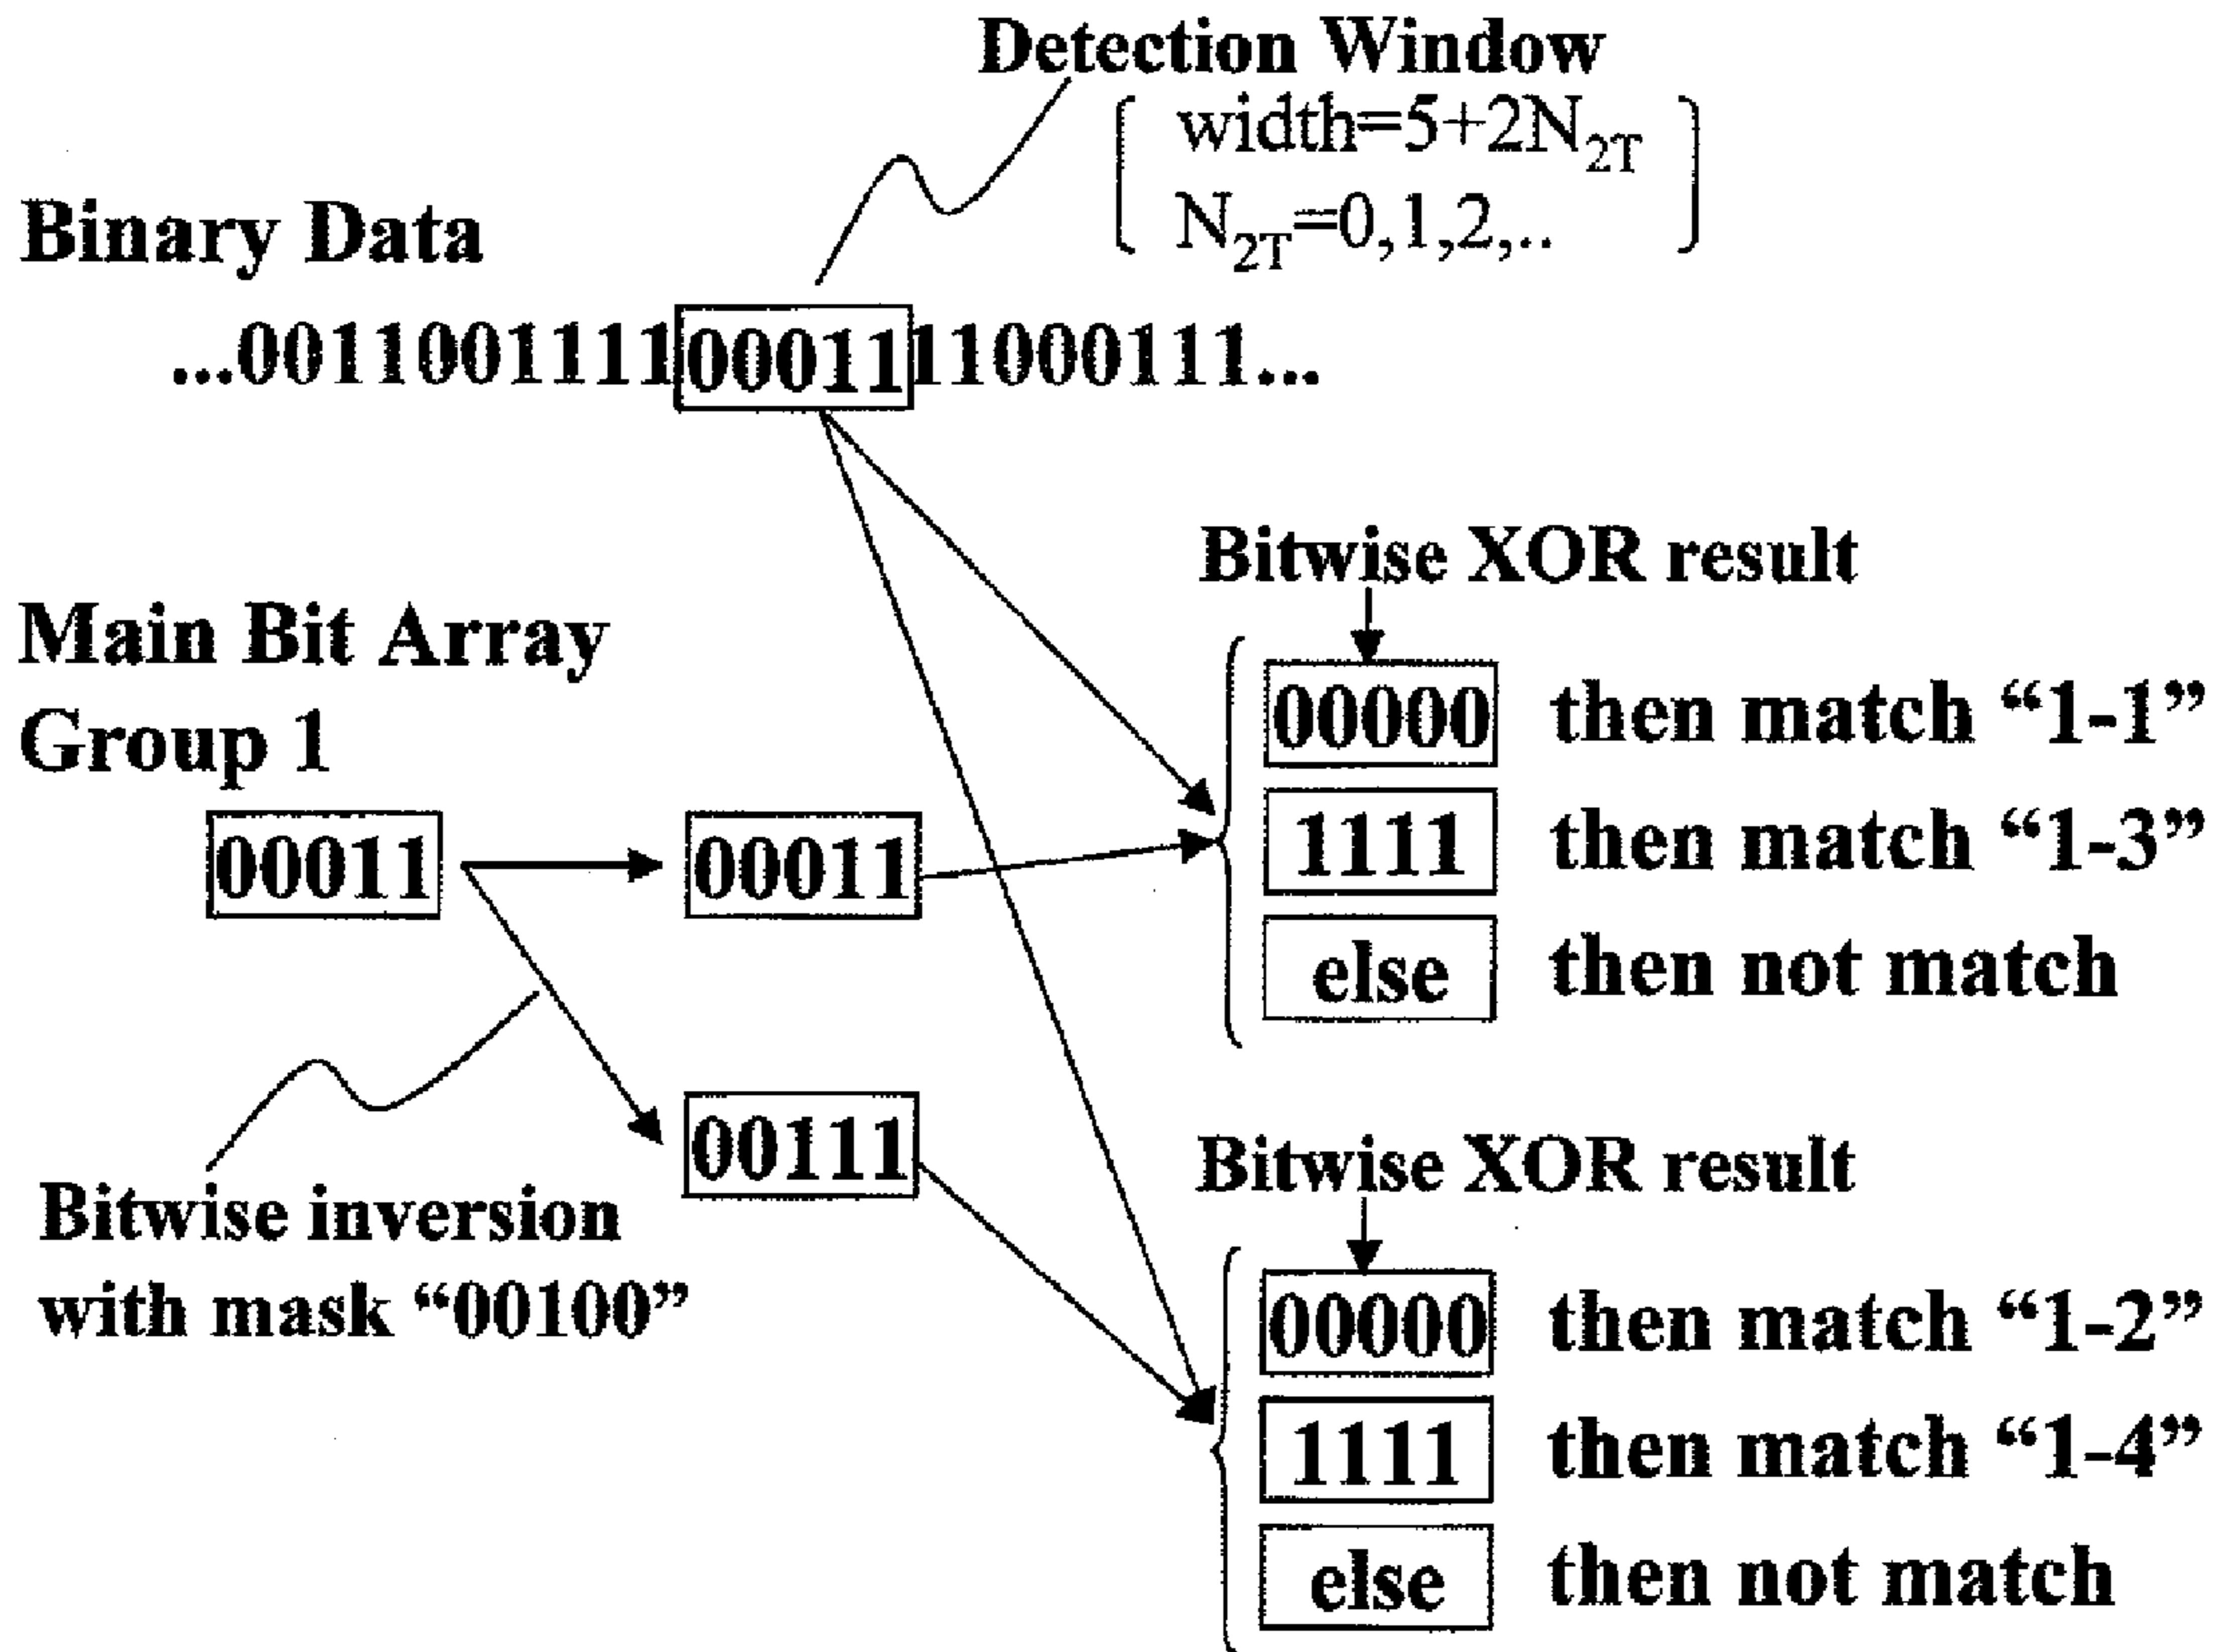 Detection Window
width=5+2N2T
N2T=0,1,2,..
Binary Data
...00110011110001111000111...
Bitwise XOR result
Main Bit Array
Group 1
00000 then match “1-1”
1111 then match “1-3”
00011 00011
else then not match
00111
Bitwise XOR result
Bitwise inversion
with mask “00100”
00000 then match “1-2”
1111 then match “1-4”
else then not match